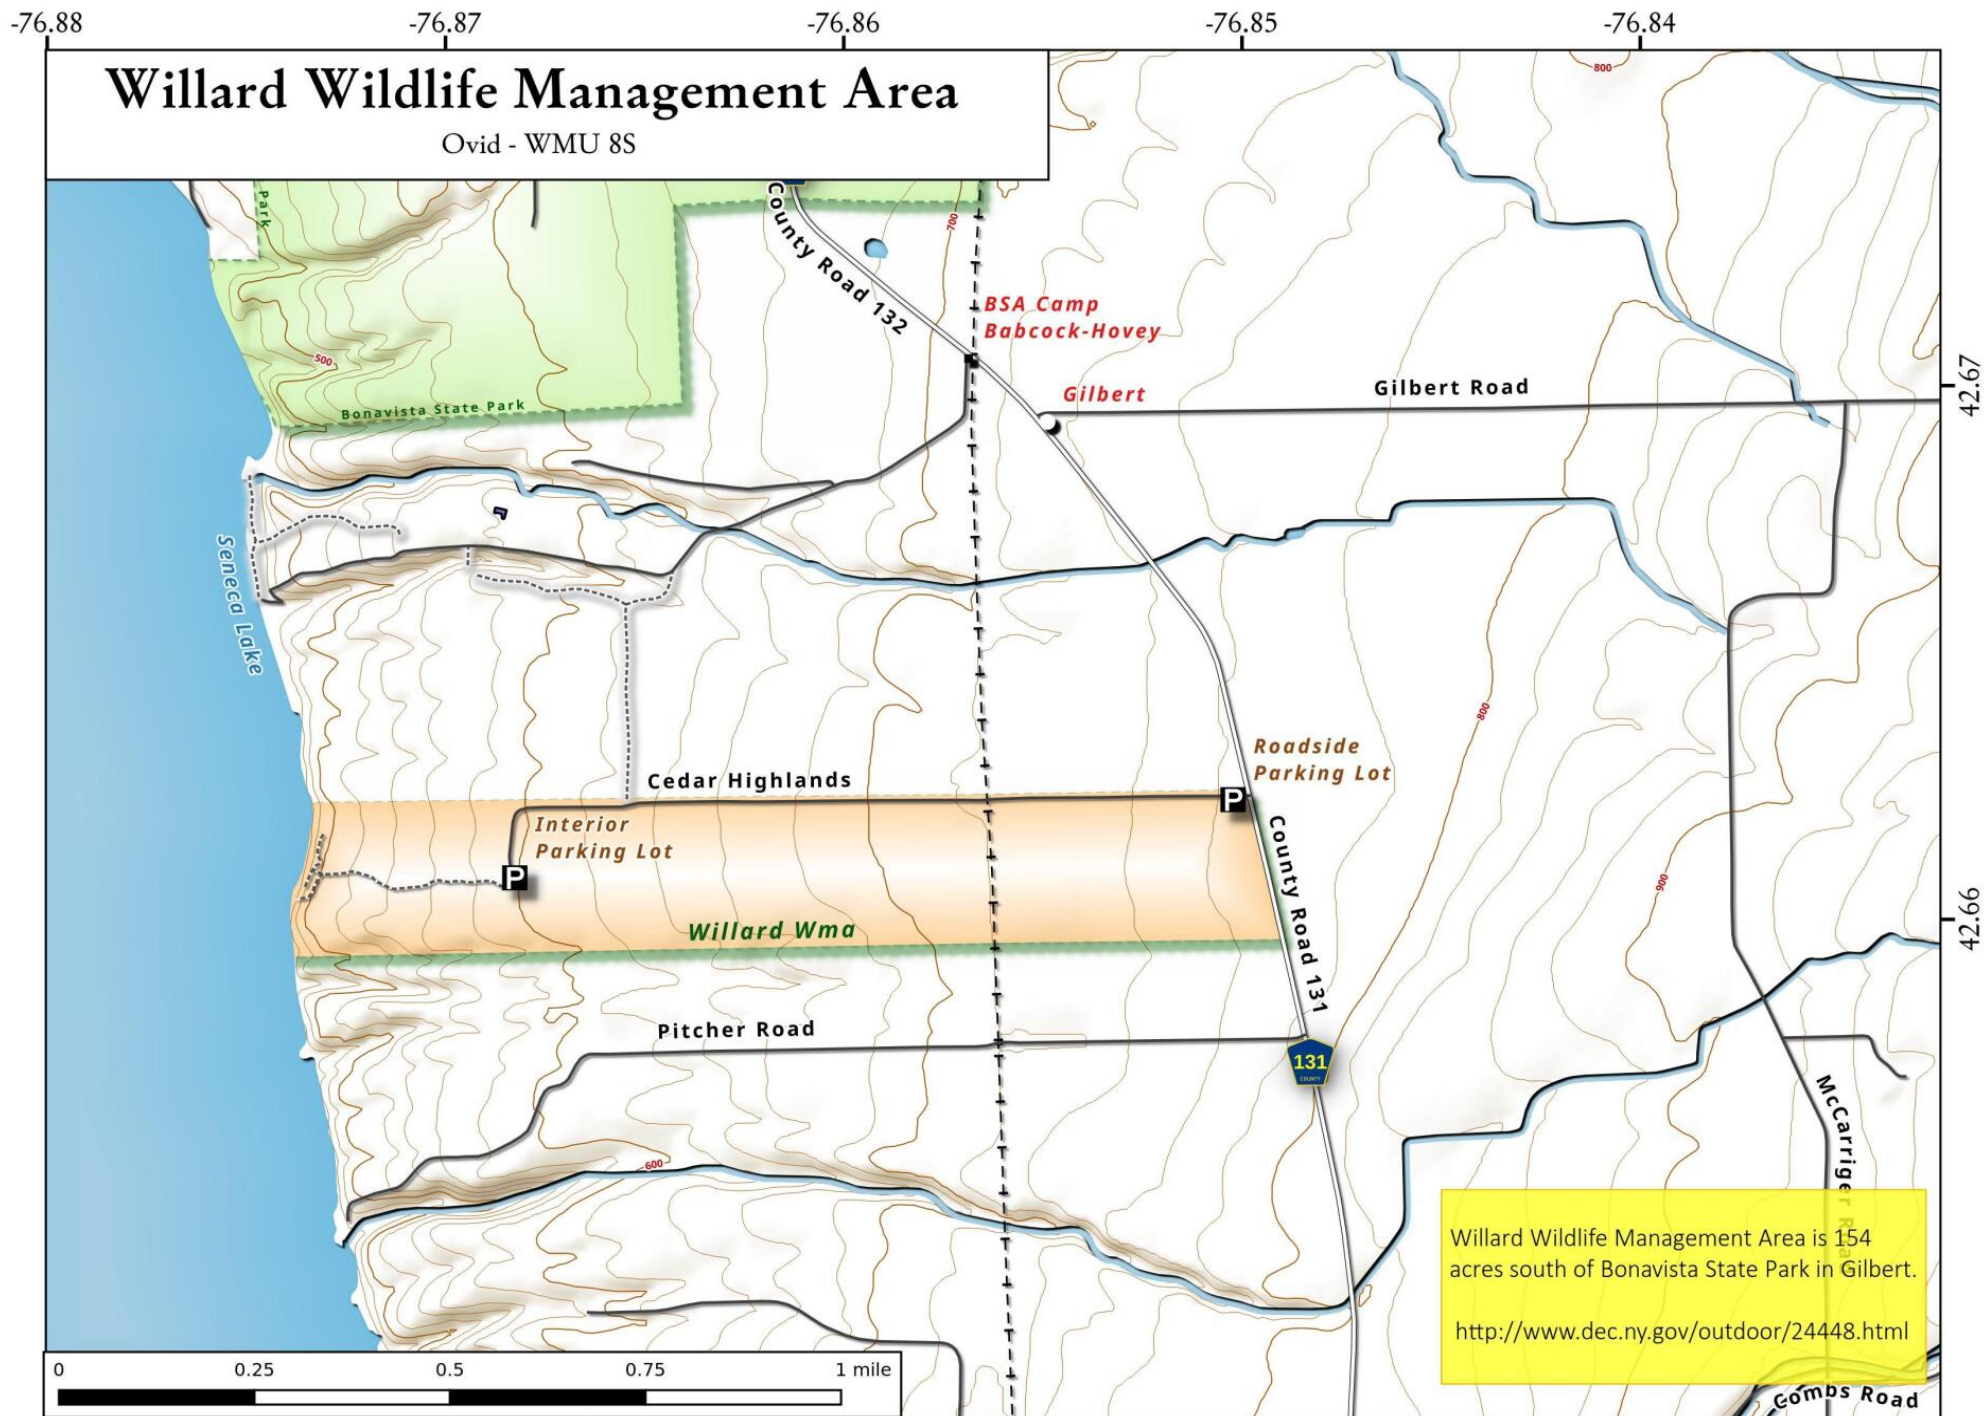 -76.88
-76.87
-76.86
-76.85
-76.84
Willard Wildlife Management Area
Ovid - WMU 8S
800
Park
County Road 132
700
BSA Camp
Babcock-Hovey
500
Gilbert
Gilbert Road
42.67
Bonavista State Park
Seneca Lake
800
Roadside
Parking Lot
Cedar Highlands
P
Interior
Parking Lot
P
County Road 131
900
42.66
Willard Wma
Pitcher Road
131
COUNTY
McCarriger Road
600
Willard Wildlife Management Area is 154
acres south of Bonavista State Park in Gilbert.
http://www.dec.ny.gov/outdoor/24448.html
0 0.25 0.5 0.75 1 mile
Combs Road